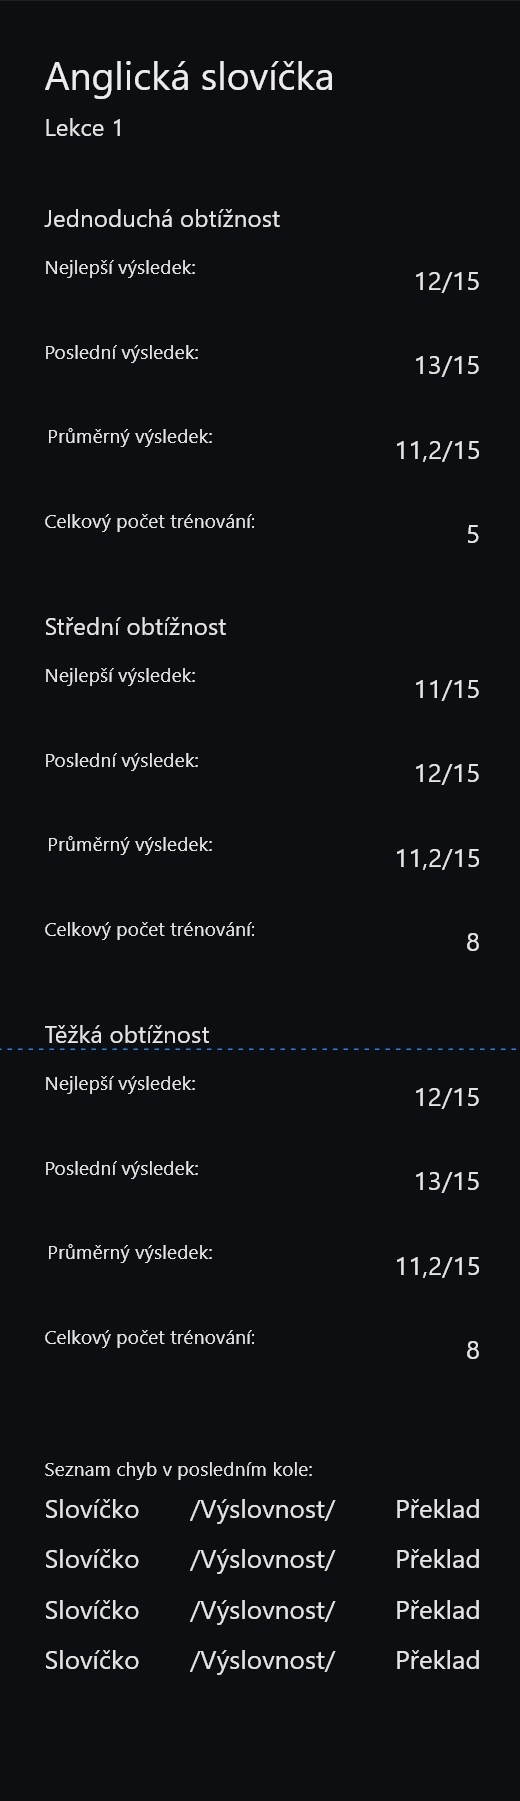 Anglická slovíčka
Lekce 1
Jednoduchá obtížnost
Nejlepší výsledek:
12/15
Poslední výsledek:
13/15
Průměrný výsledek:
11,2/15
Celkový počet trénování:
5
Střední obtížnost
Nejlepší výsledek:
11/15
Poslední výsledek:
12/15
Průměrný výsledek:
11,2/15
Celkový počet trénování:
8
Těžká obtížnost
Nejlepší výsledek:
12/15
Poslední výsledek:
13/15
Průměrný výsledek:
11,2/15
Celkový počet trénování:
8
Seznam chyb v posledním kole:
Slovíčko /Výslovnost/ Překlad
Slovíčko /Výslovnost/ Překlad
Slovíčko /Výslovnost/ Překlad
Slovíčko /Výslovnost/ Překlad